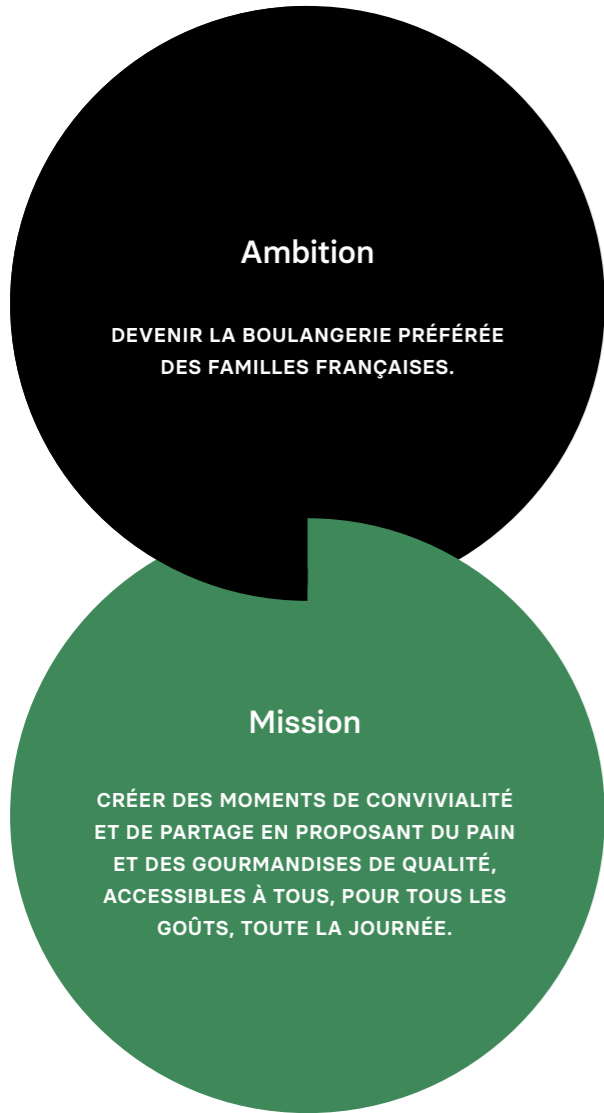 Ambition
DEVENIR LA BOULANGERIE PRÉFÉRÉE
DES FAMILLES FRANÇAISES.
Mission
CRÉER DES MOMENTS DE CONVIVIALITÉ
ET DE PARTAGE EN PROPOSANT DU PAIN
ET DES GOURMANDISES DE QUALITÉ,
ACCESSIBLES À TOUS, POUR TOUS LES
GOÛTS, TOUTE LA JOURNÉE.